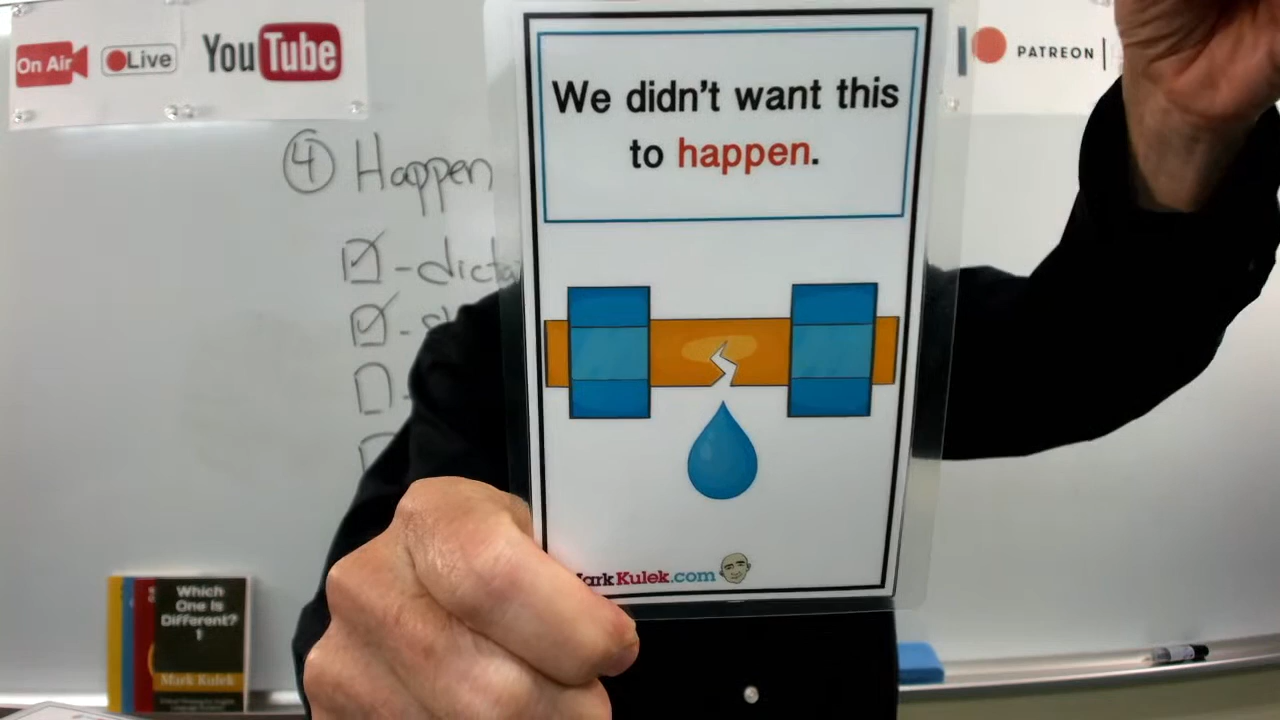 On Air
Live
YouTube
PATREON
④ Happen
- dicta
We didn't want this
to happen.
MarkKulek.com
Which
One Is
Different?
1
Mark Kulek